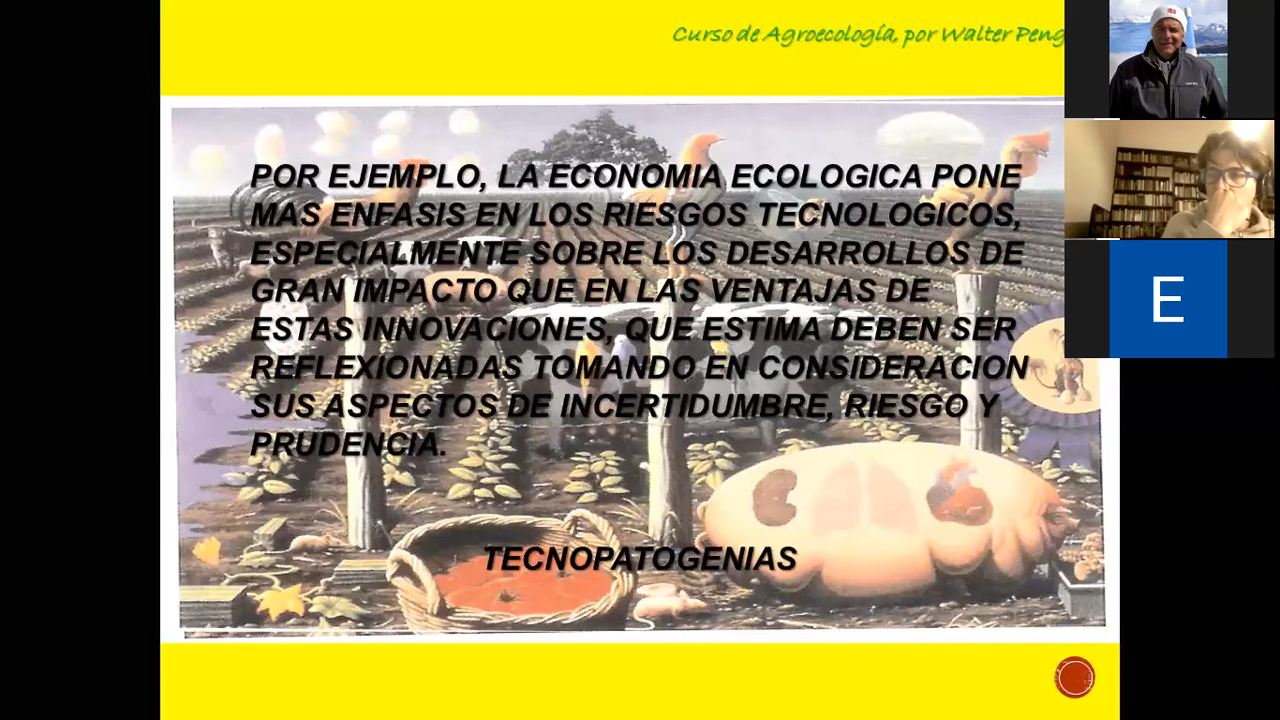 Curso de Agroecología, por Walter
POR EJEMPLO, LA ECONOMIA ECOLOGICA PONE
MAS ENFASIS EN LOS RIESGOS TECNOLOGICOS,
ESPECIALMENTE SOBRE LOS DESARROLLOS DE
GRAN IMPACTO QUE EN LAS VENTAJAS DE
ESTAS INNOVACIONES, QUE ESTIMA DEBEN SER
REFLEXIONADAS TOMANDO EN CONSIDERACION
SUS ASPECTOS DE INCERTIDUMBRE, RIESGO Y
PRUDENCIA.
TECNOPATOGENIAS
E